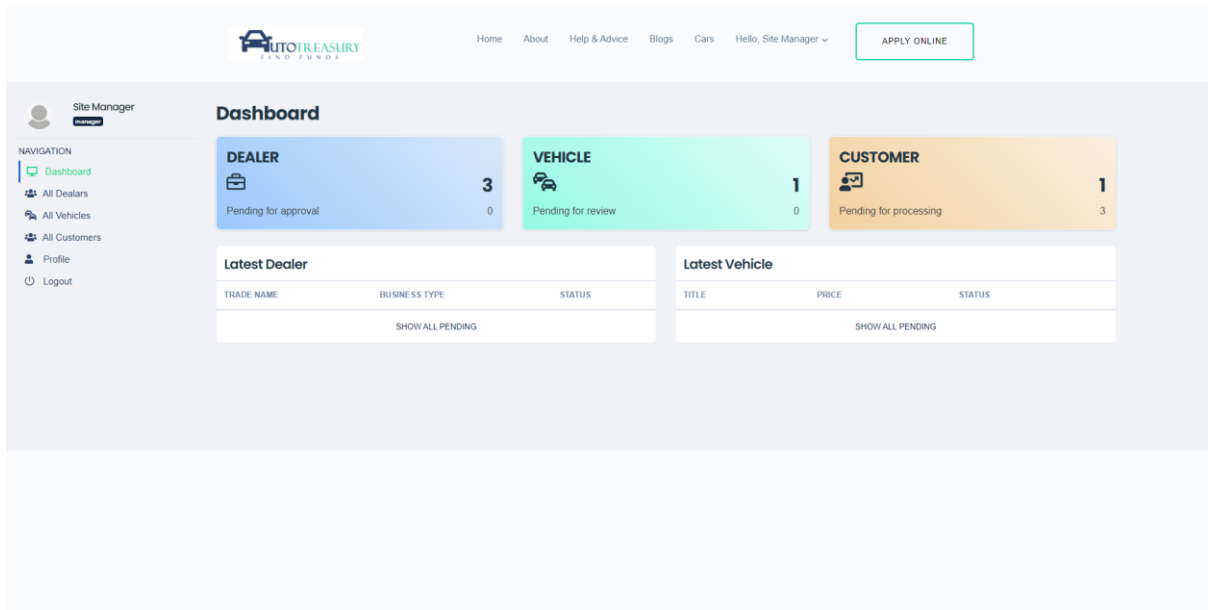 AUTOTREASURY
FIND FUNDS
Home About Help & Advice Blogs Cars Hello, Site Manager APPLY ONLINE
Site Manager
manager
NAVIGATION
Dashboard
All Dealars
All Vehicles
All Customers
Profile
Logout
Dashboard
DEALER
3
Pending for approval 0
VEHICLE
1
Pending for review 0
CUSTOMER
1
Pending for processing 3
Latest Dealer
TRADE NAME BUSINESS TYPE STATUS
SHOW ALL PENDING
Latest Vehicle
TITLE PRICE STATUS
SHOW ALL PENDING